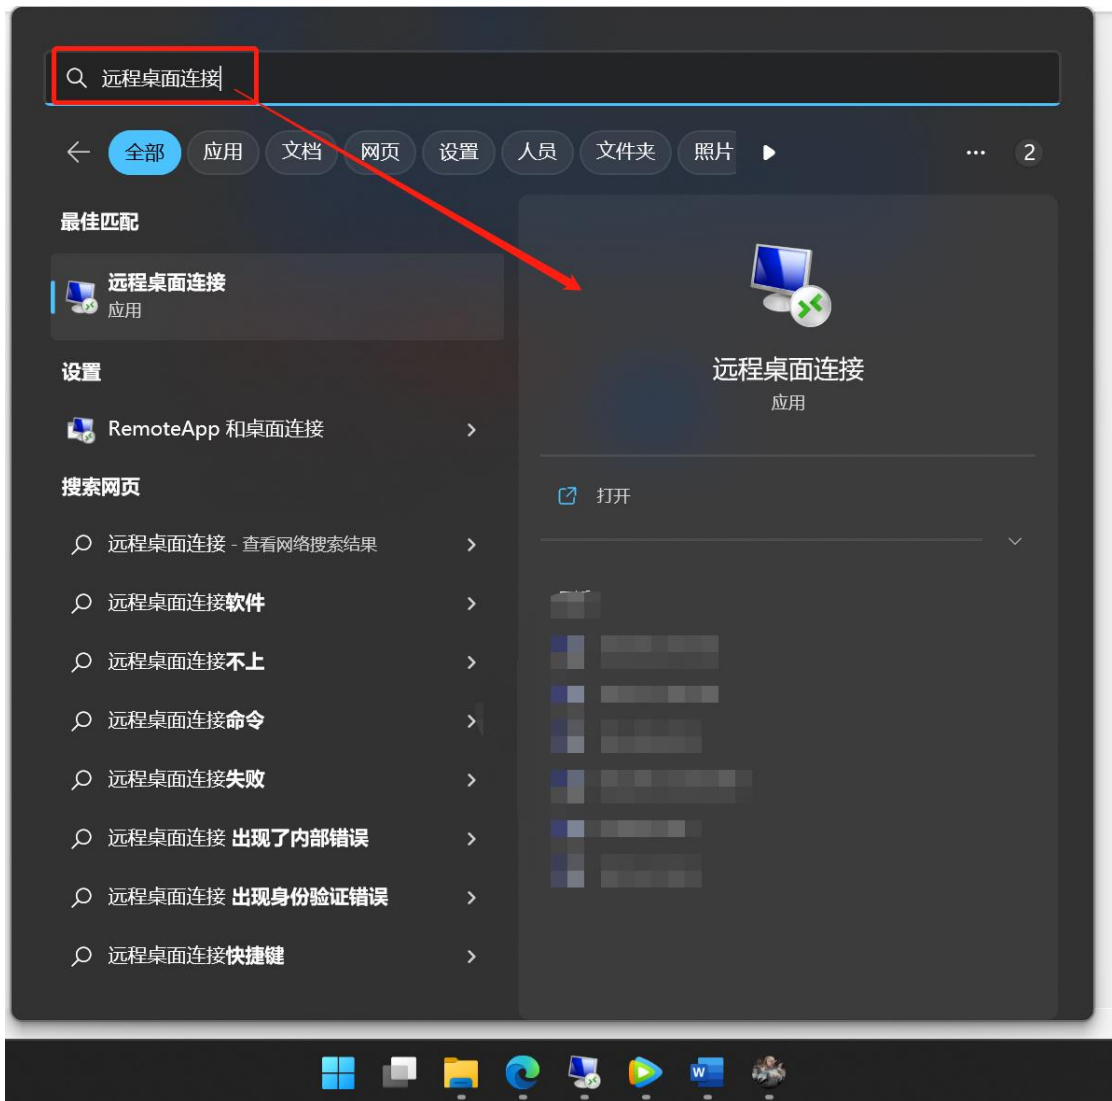 远程桌面连接
全部 应用 文档 网页 设置 人员 文件夹 照片 2
最佳匹配
远程桌面连接
应用
设置
RemoteApp 和桌面连接
搜索网页
远程桌面连接 - 查看网络搜索结果
远程桌面连接软件
远程桌面连接不上
远程桌面连接命令
远程桌面连接失败
远程桌面连接 出现了内部错误
远程桌面连接 出现身份验证错误
远程桌面连接快捷键
远程桌面连接
应用
打开
W